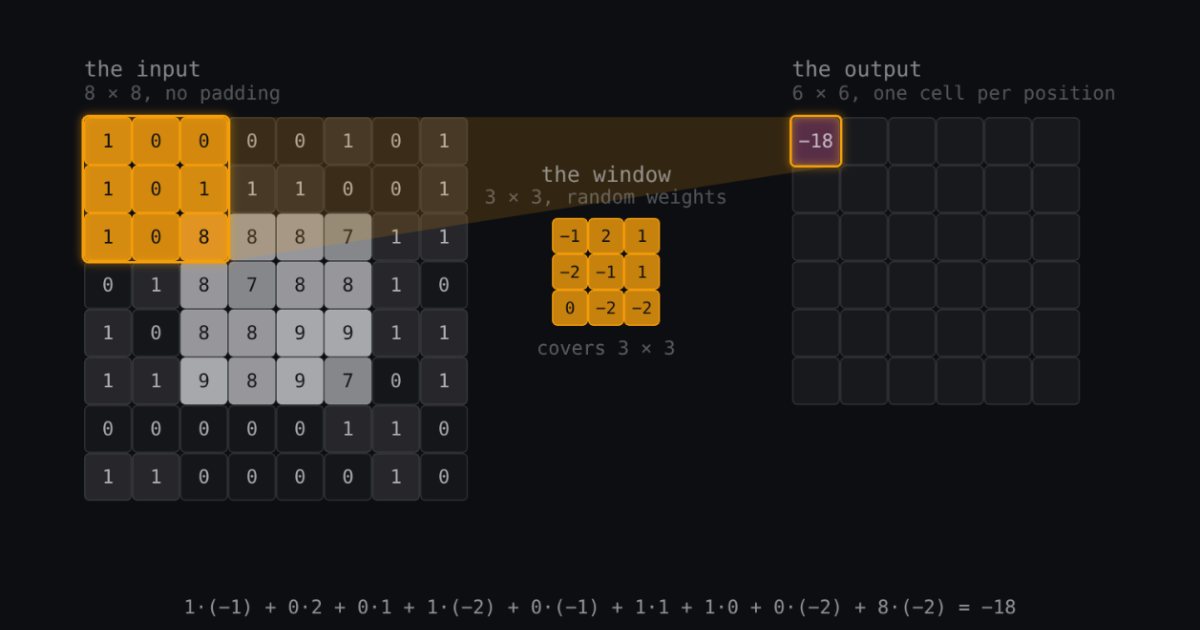 the input
8 × 8, no padding
1 0 0 0 0 1 0 1
1 0 1 1 1 0 0 1
1 0 8 8 8 7 1 1
0 1 8 7 8 8 1 0
1 0 8 8 9 9 1 1
1 1 9 8 9 7 0 1
0 0 0 0 0 1 1 0
1 1 0 0 0 0 1 0
the window
3 × 3, random weights
−1 2 1
−2 −1 1
0 −2 −2
covers 3 × 3
the output
6 × 6, one cell per position
−18
1·(−1) + 0·2 + 0·1 + 1·(−2) + 0·(−1) + 1·1 + 1·0 + 0·(−2) + 8·(−2) = −18